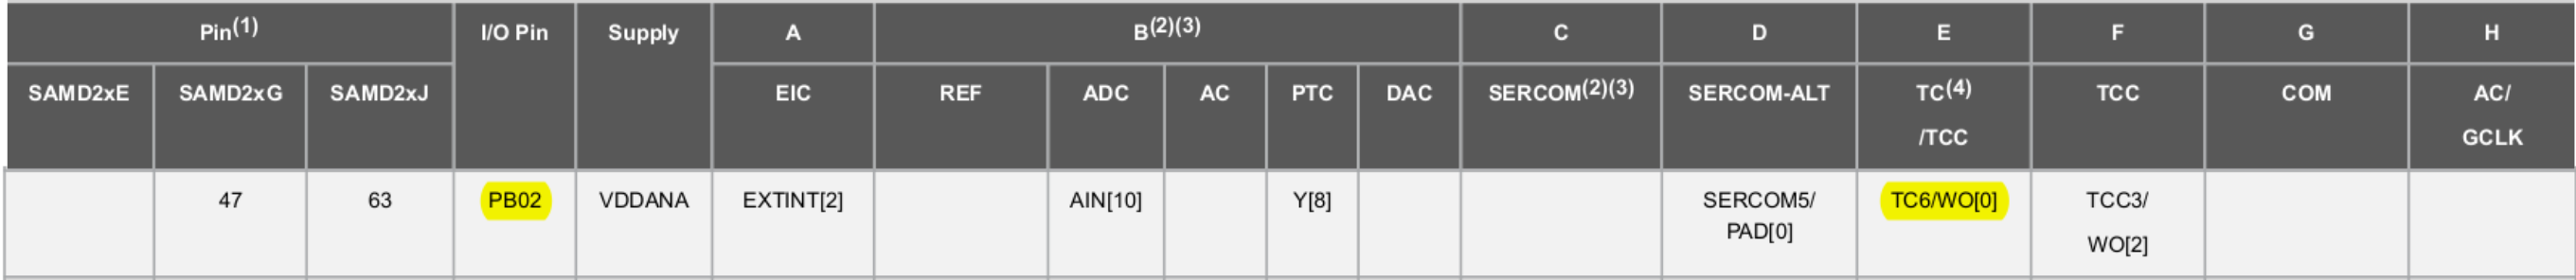 Pin(1) I/O Pin Supply A B(2)(3) C D E F G H
SAMD2xE SAMD2xG SAMD2xJ EIC REF ADC AC PTC DAC SERCOM(2)(3) SERCOM-ALT TC(4) TCC COM AC/
/TCC GCLK
47 63 PB02 VDDANA EXTINT[2] AIN[10] Y[8] SERCOM5/ TC6/WO[0] TCC3/
PAD[0] WO[2]